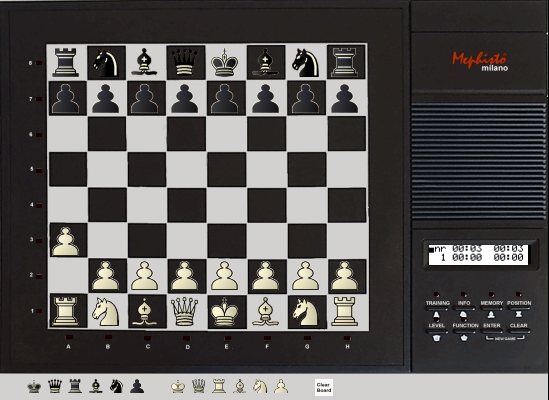 Mephisto
milano
8
7
6
5
4
3
2
1
A B C D E F G H
nr 00:03 00:03
1 00:00 00:00
TRAINING INFO MEMORY POSITION
LEVEL FUNCTION ENTER CLEAR
NEW GAME
Clear
Board